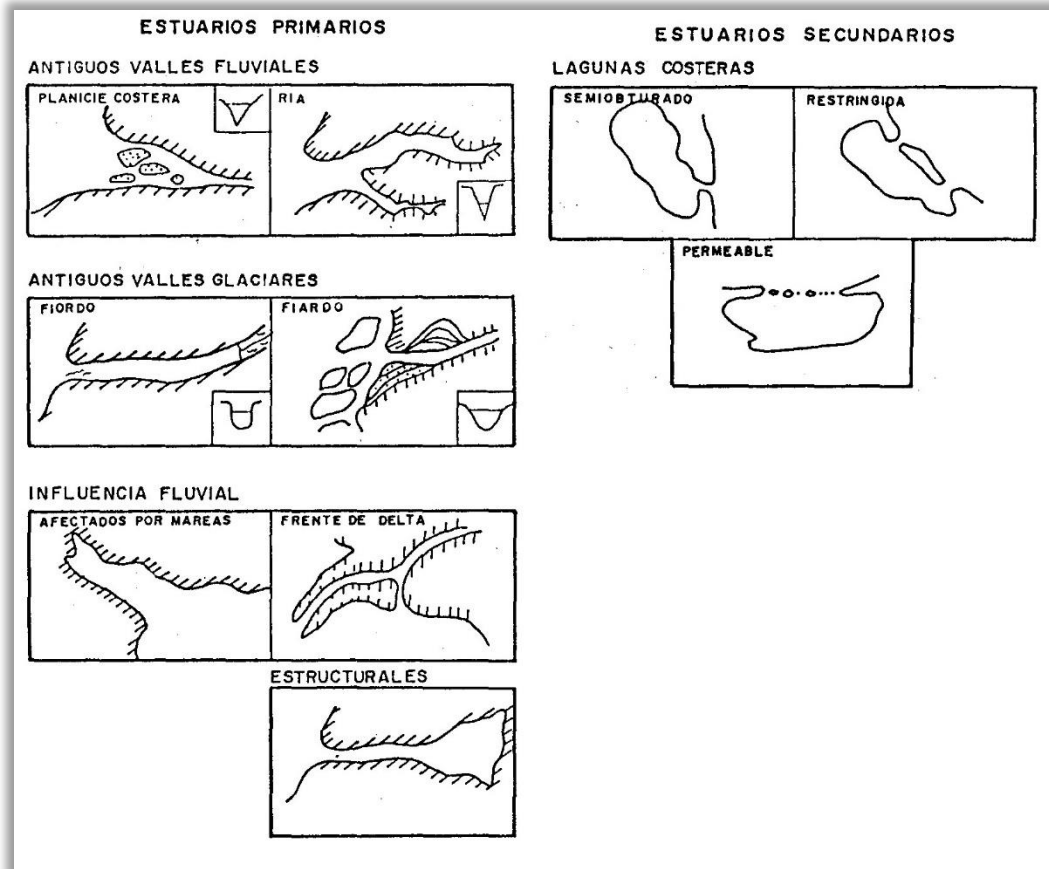 ESTUARIOS PRIMARIOS
ANTIGUOS VALLES FLUVIALES
PLANICIE COSTERA
RIA
ANTIGUOS VALLES GLACIARES
FIORDO
FIARDO
INFLUENCIA FLUVIAL
AFECTADOS POR MAREAS
FRENTE DE DELTA
ESTRUCTURALES
ESTUARIOS SECUNDARIOS
LAGUNAS COSTERAS
SEMIOBTURADO
RESTRINGIDA
PERMEABLE